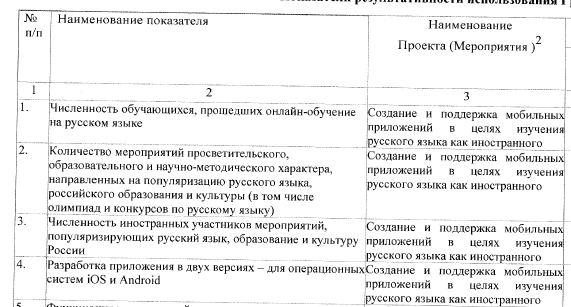 результативности использования
№ Наименование показателя Наименование
п/п Проекта (Мероприятия )2
1 2 3
1. Численность обучающихся, прошедших онлайн-обучение
на русском языке
Создание и поддержка мобильных
приложений в целях изучения
русского языка как иностранного
2. Количество мероприятий просветительского,
образовательного и научно-методического характера,
направленных на популяризацию русского языка,
российского образования и культуры (в том числе
олимпиад и конкурсов по русскому языку)
Создание и поддержка мобильных
приложений в целях изучения
русского языка как иностранного
3. Численность иностранных участников мероприятий,
популяризирующих русский язык, образование и культуру
России
Создание и поддержка мобильных
приложений в целях изучения
русского языка как иностранного
4. Разработка приложения в двух версиях – для операционных
систем iOS и Android
Создание и поддержка мобильных
приложений в целях изучения
русского языка как иностранного